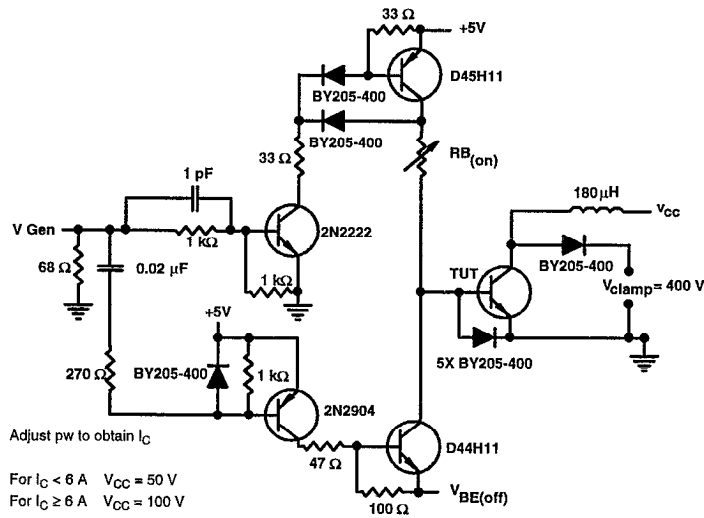 33 Ω
+5V
D45H11
BY205-400
BY205-400
33 Ω
RB(on)
1 pF
180 μH
vcc
V Gen
1 kΩ
2N2222
BY205-400
TUT
68 Ω
0.02 μF
1 kΩ
Vclamp = 400 V
+5V
5X BY205-400
270 Ω
BY205-400
1 kΩ
2N2904
Adjust pw to obtain IC
47 Ω
D44H11
For IC < 6 A VCC = 50 V
For IC ≥ 6 A VCC = 100 V
100 Ω
VBE(off)